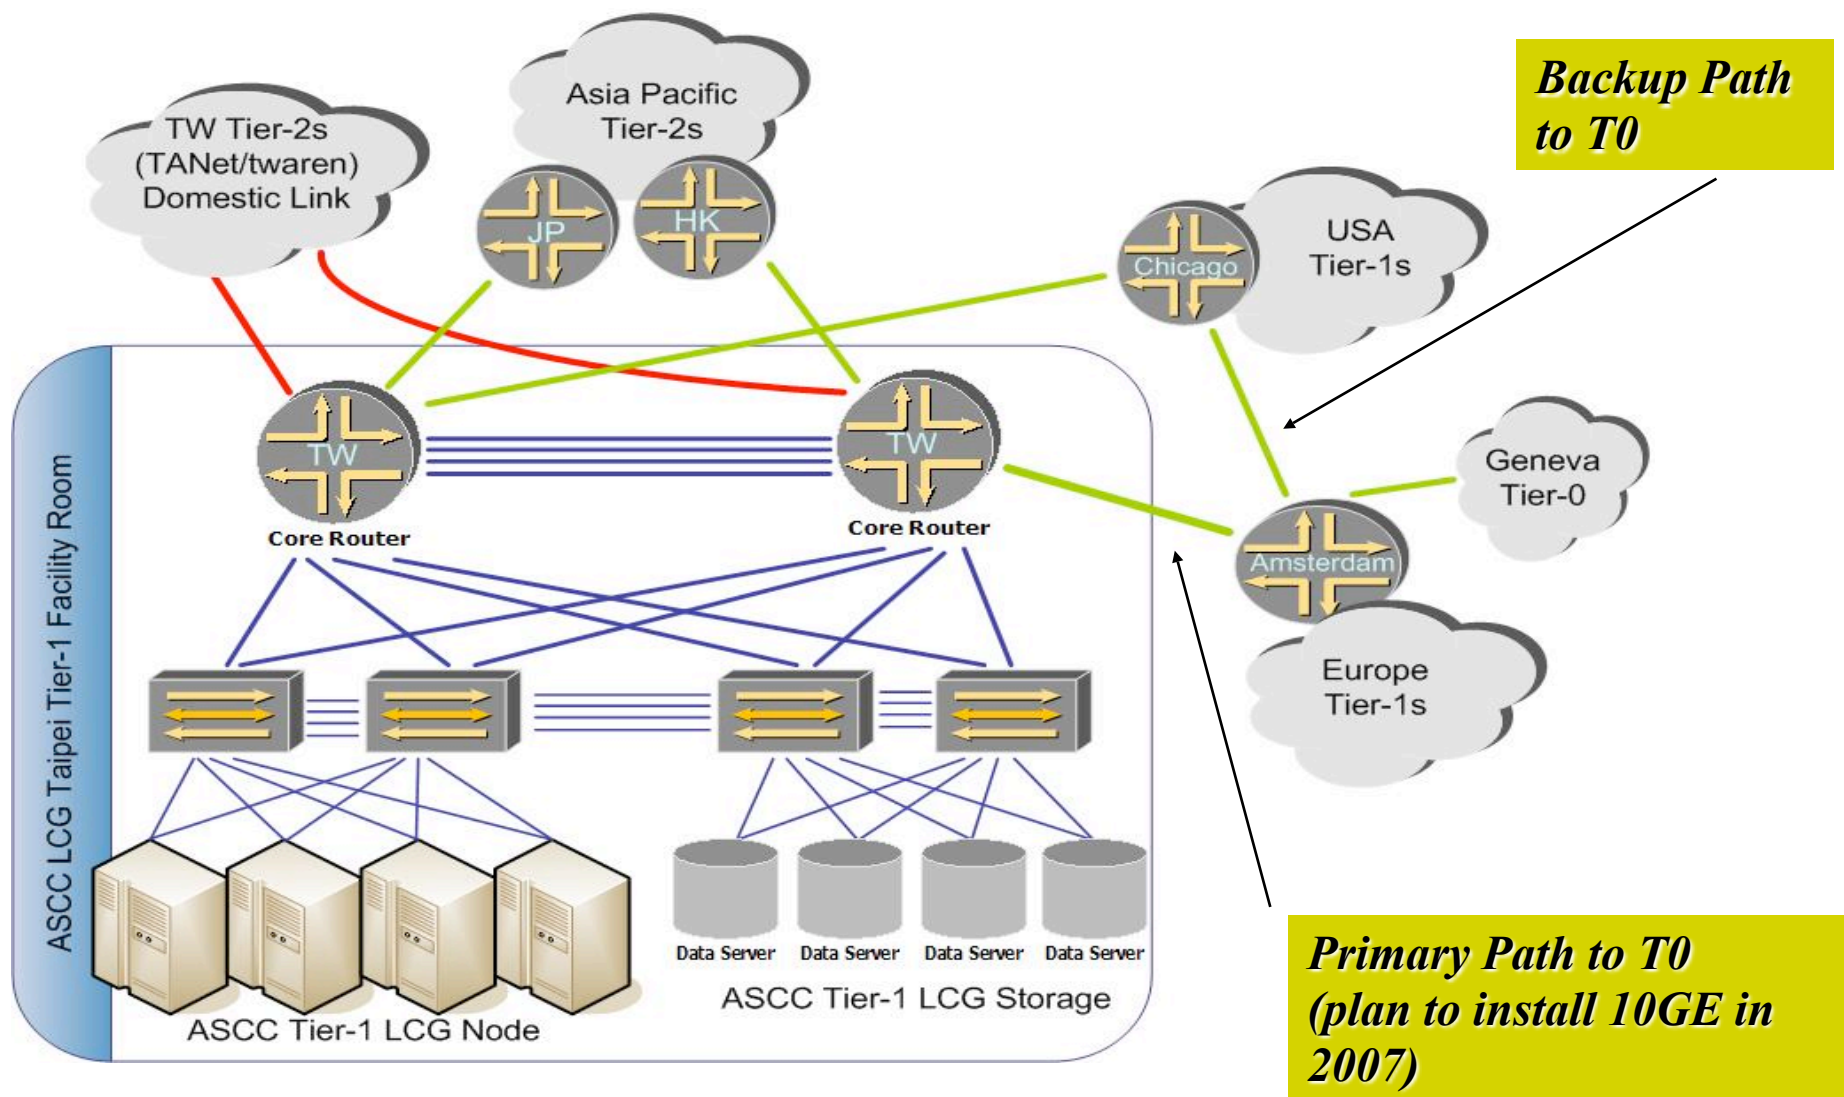 Backup Path
to T0
Asia Pacific
Tier-2s
TW Tier-2s
(TANet/twaren)
Domestic Link
JP
HK
USA
Tier-1s
Chicago
TW
TW
Core Router
Core Router
Geneva
Tier-0
Amsterdam
Europe
Tier-1s
ASCC LCG Taipei Tier-1 Facility Room
Data Server
Data Server
Data Server
Data Server
ASCC Tier-1 LCG Storage
ASCC Tier-1 LCG Node
Primary Path to T0
(plan to install 10GE in
2007)